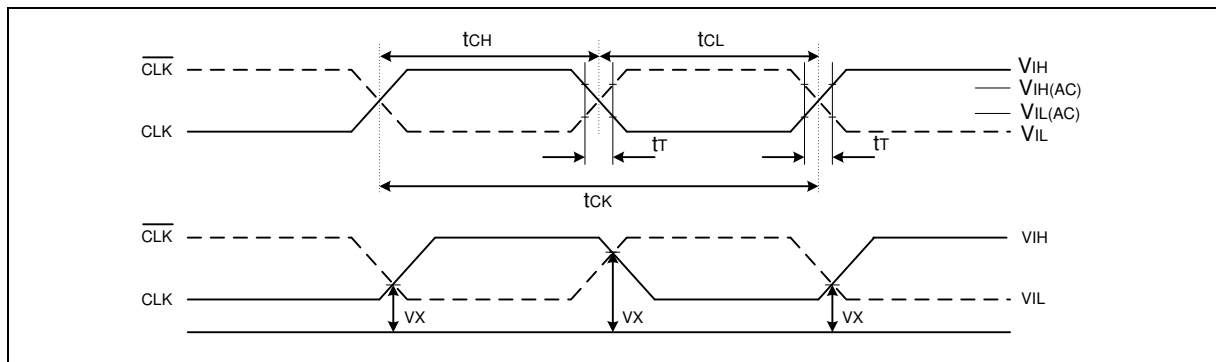 tCH tCL
CLK VIH
VIH(AC)
VIL(AC)
CLK VIL
tT tT
tCK
CLK VIH
CLK VIL
VX VX VX